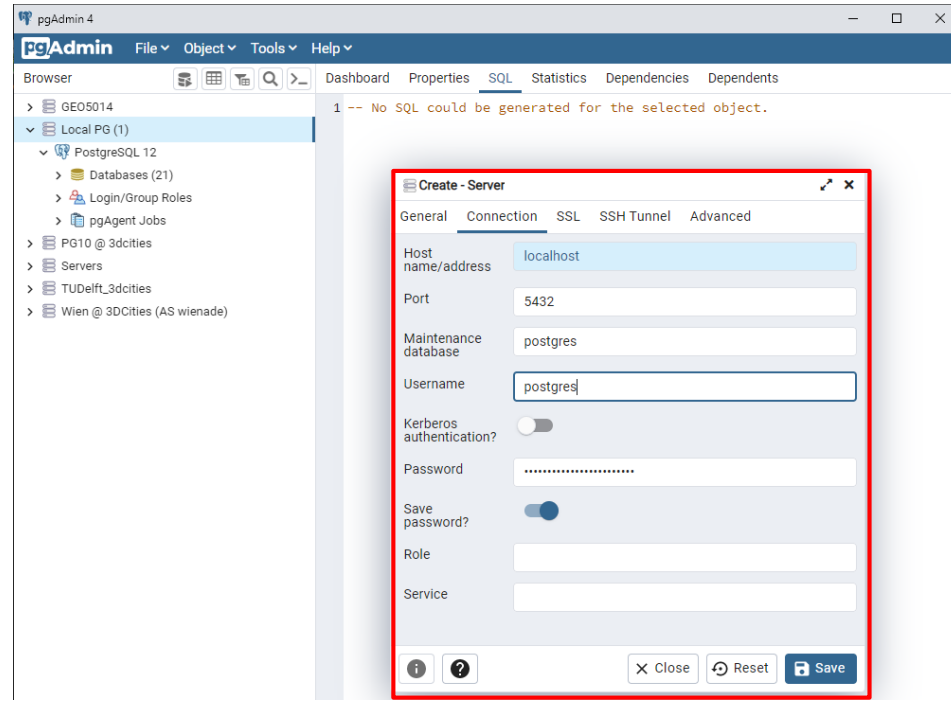 pgAdmin 4
pgAdmin File Object Tools Help
Browser
Dashboard Properties SQL Statistics Dependencies Dependents
GEO5014
Local PG (1)
PostgreSQL 12
Databases (21)
Login/Group Roles
pgAgent Jobs
PG10 @ 3dcities
Servers
TUDelft_3dcities
Wien @ 3DCities (AS wienade)
1 -- No SQL could be generated for the selected object.
Create - Server
General Connection SSL SSH Tunnel Advanced
Host
name/address
localhost
Port
5432
Maintenance
database
postgres
Username
postgres
Kerberos
authentication?
Password
•••••••••••••••••••••••
Save
password?
Role
Service
Close Reset Save